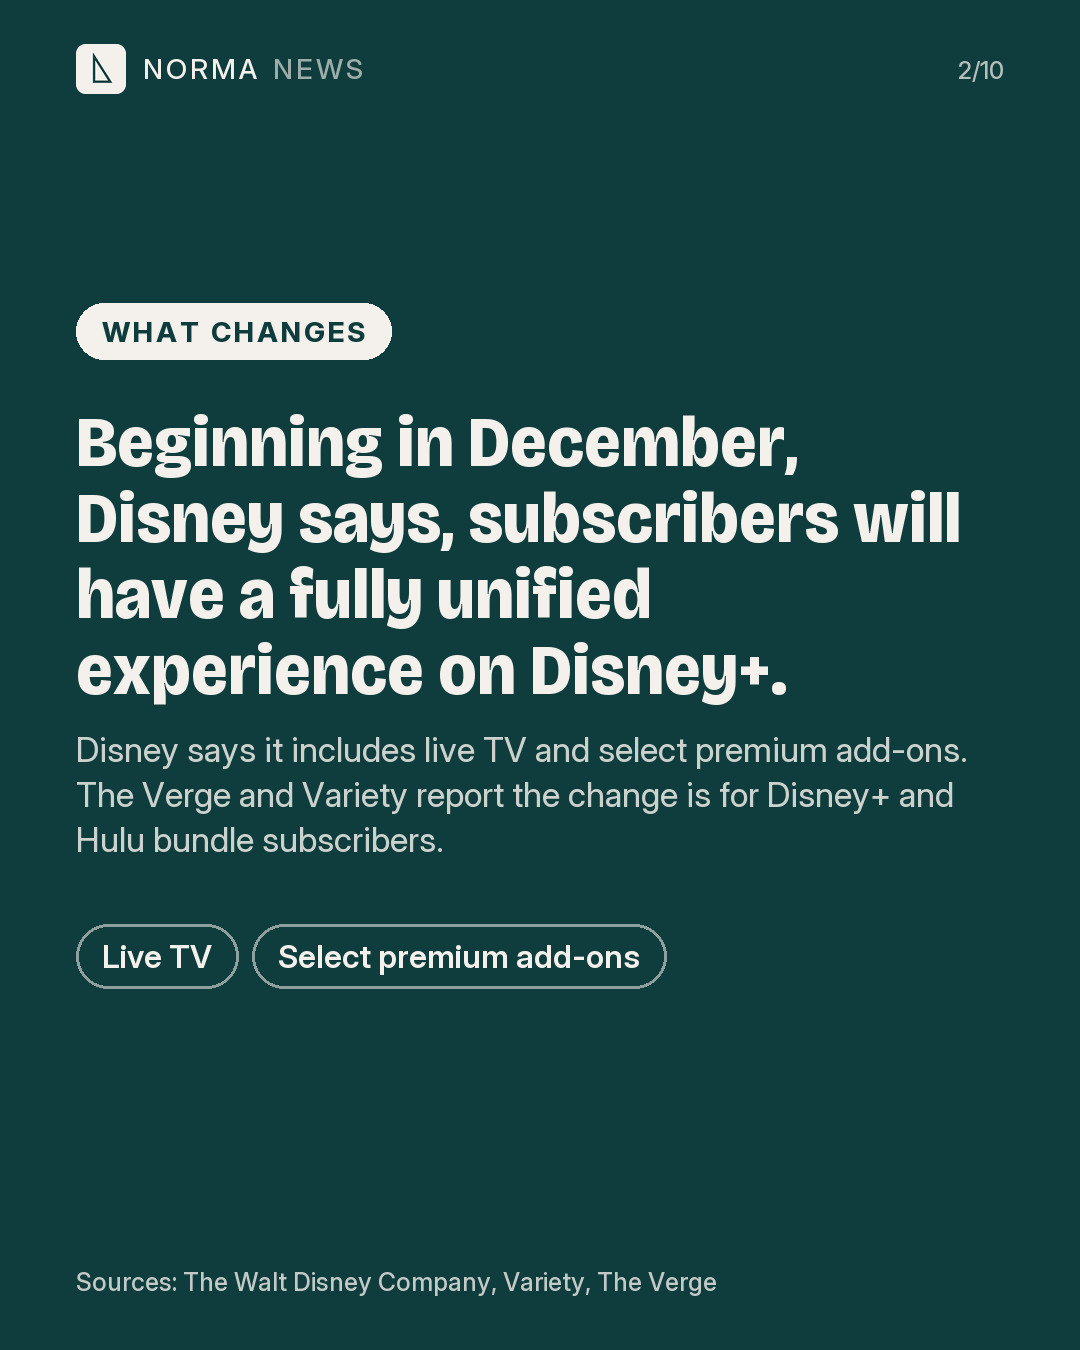 NORMA NEWS
2/10
WHAT CHANGES
Beginning in December,
Disney says, subscribers will
have a fully unified
experience on Disney+.
Disney says it includes live TV and select premium add-ons.
The Verge and Variety report the change is for Disney+ and
Hulu bundle subscribers.
Live TV
Select premium add-ons
Sources: The Walt Disney Company, Variety, The Verge